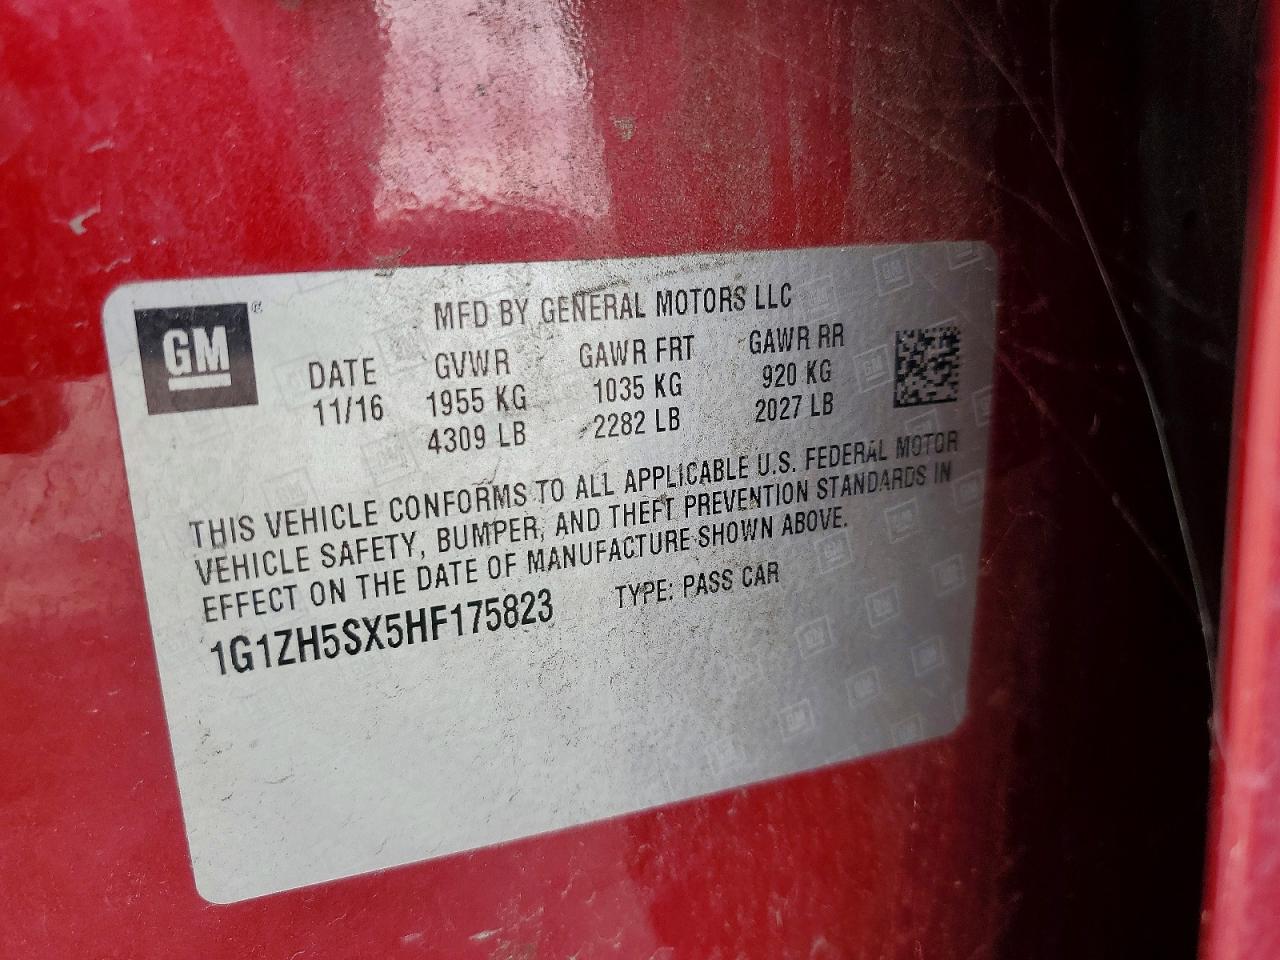 GM ®
MFD BY GENERAL MOTORS LLC
DATE GVWR GAWR FRT GAWR RR
11/16 1955 KG 1035 KG 920 KG
4309 LB 2282 LB 2027 LB
THIS VEHICLE CONFORMS TO ALL APPLICABLE U.S. FEDERAL MOTOR
VEHICLE SAFETY, BUMPER, AND THEFT PREVENTION STANDARDS IN
EFFECT ON THE DATE OF MANUFACTURE SHOWN ABOVE.
1G1ZH5SX5HF175823 TYPE: PASS CAR